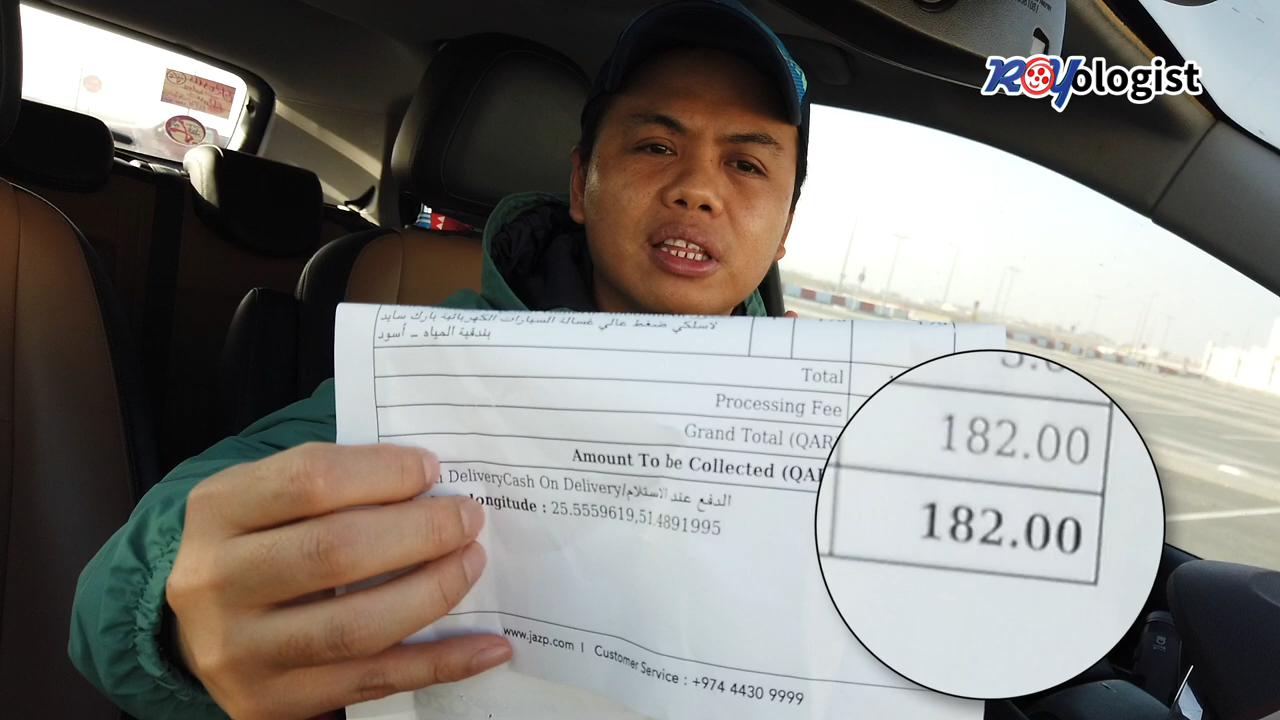 ROYologist
لاسلكي ضغط عالي غسالة السيارات الكهربائية بارك سايد
بندقية المياه – أسود
Total
Processing Fee
Grand Total (QAR
Amount To be Collected (QAR
DeliveryCash On Delivery/الدفع عند الاستلام
longitude : 25.5559619,51.4891995
182.00
182.00
www.jazp.com | Customer Service : +974 4430 9999